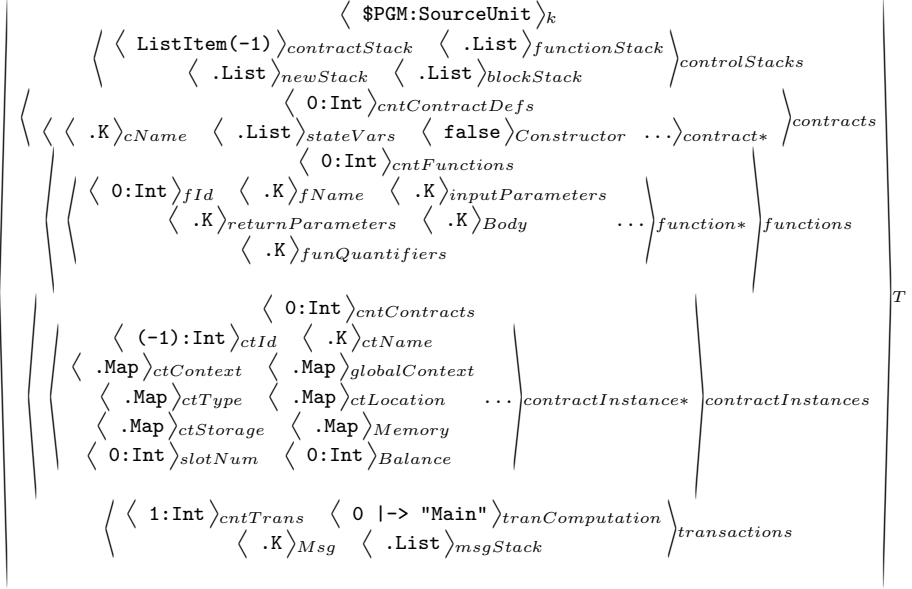 ⟨ $PGM:SourceUnit ⟩k
⟨ ListItem(-1) ⟩contractStack ⟨ .List ⟩functionStack
⟨ .List ⟩newStack ⟨ .List ⟩blockStack
controlStacks
⟨ 0:Int ⟩cntContractDefs
⟨ ⟨ .K ⟩cName ⟨ .List ⟩stateVars ⟨ false ⟩Constructor ...⟩contract*
contracts
⟨ 0:Int ⟩cntFunctions
⟨ 0:Int ⟩fId ⟨ .K ⟩fName ⟨ .K ⟩inputParameters
⟨ .K ⟩returnParameters ⟨ .K ⟩Body ... function* functions
⟨ .K ⟩funQuantifiers
T
⟨ 0:Int ⟩cntContracts
⟨ (-1):Int ⟩ctId ⟨ .K ⟩ctName
⟨ .Map ⟩ctContext ⟨ .Map ⟩globalContext
⟨ .Map ⟩ctType ⟨ .Map ⟩ctLocation ... contractInstance* contractInstances
⟨ .Map ⟩ctStorage ⟨ .Map ⟩Memory
⟨ 0:Int ⟩slotNum ⟨ 0:Int ⟩Balance
⟨ 1:Int ⟩cntTrans ⟨ 0 |-> "Main" ⟩tranComputation
transactions
⟨ .K ⟩Msg ⟨ .List ⟩msgStack